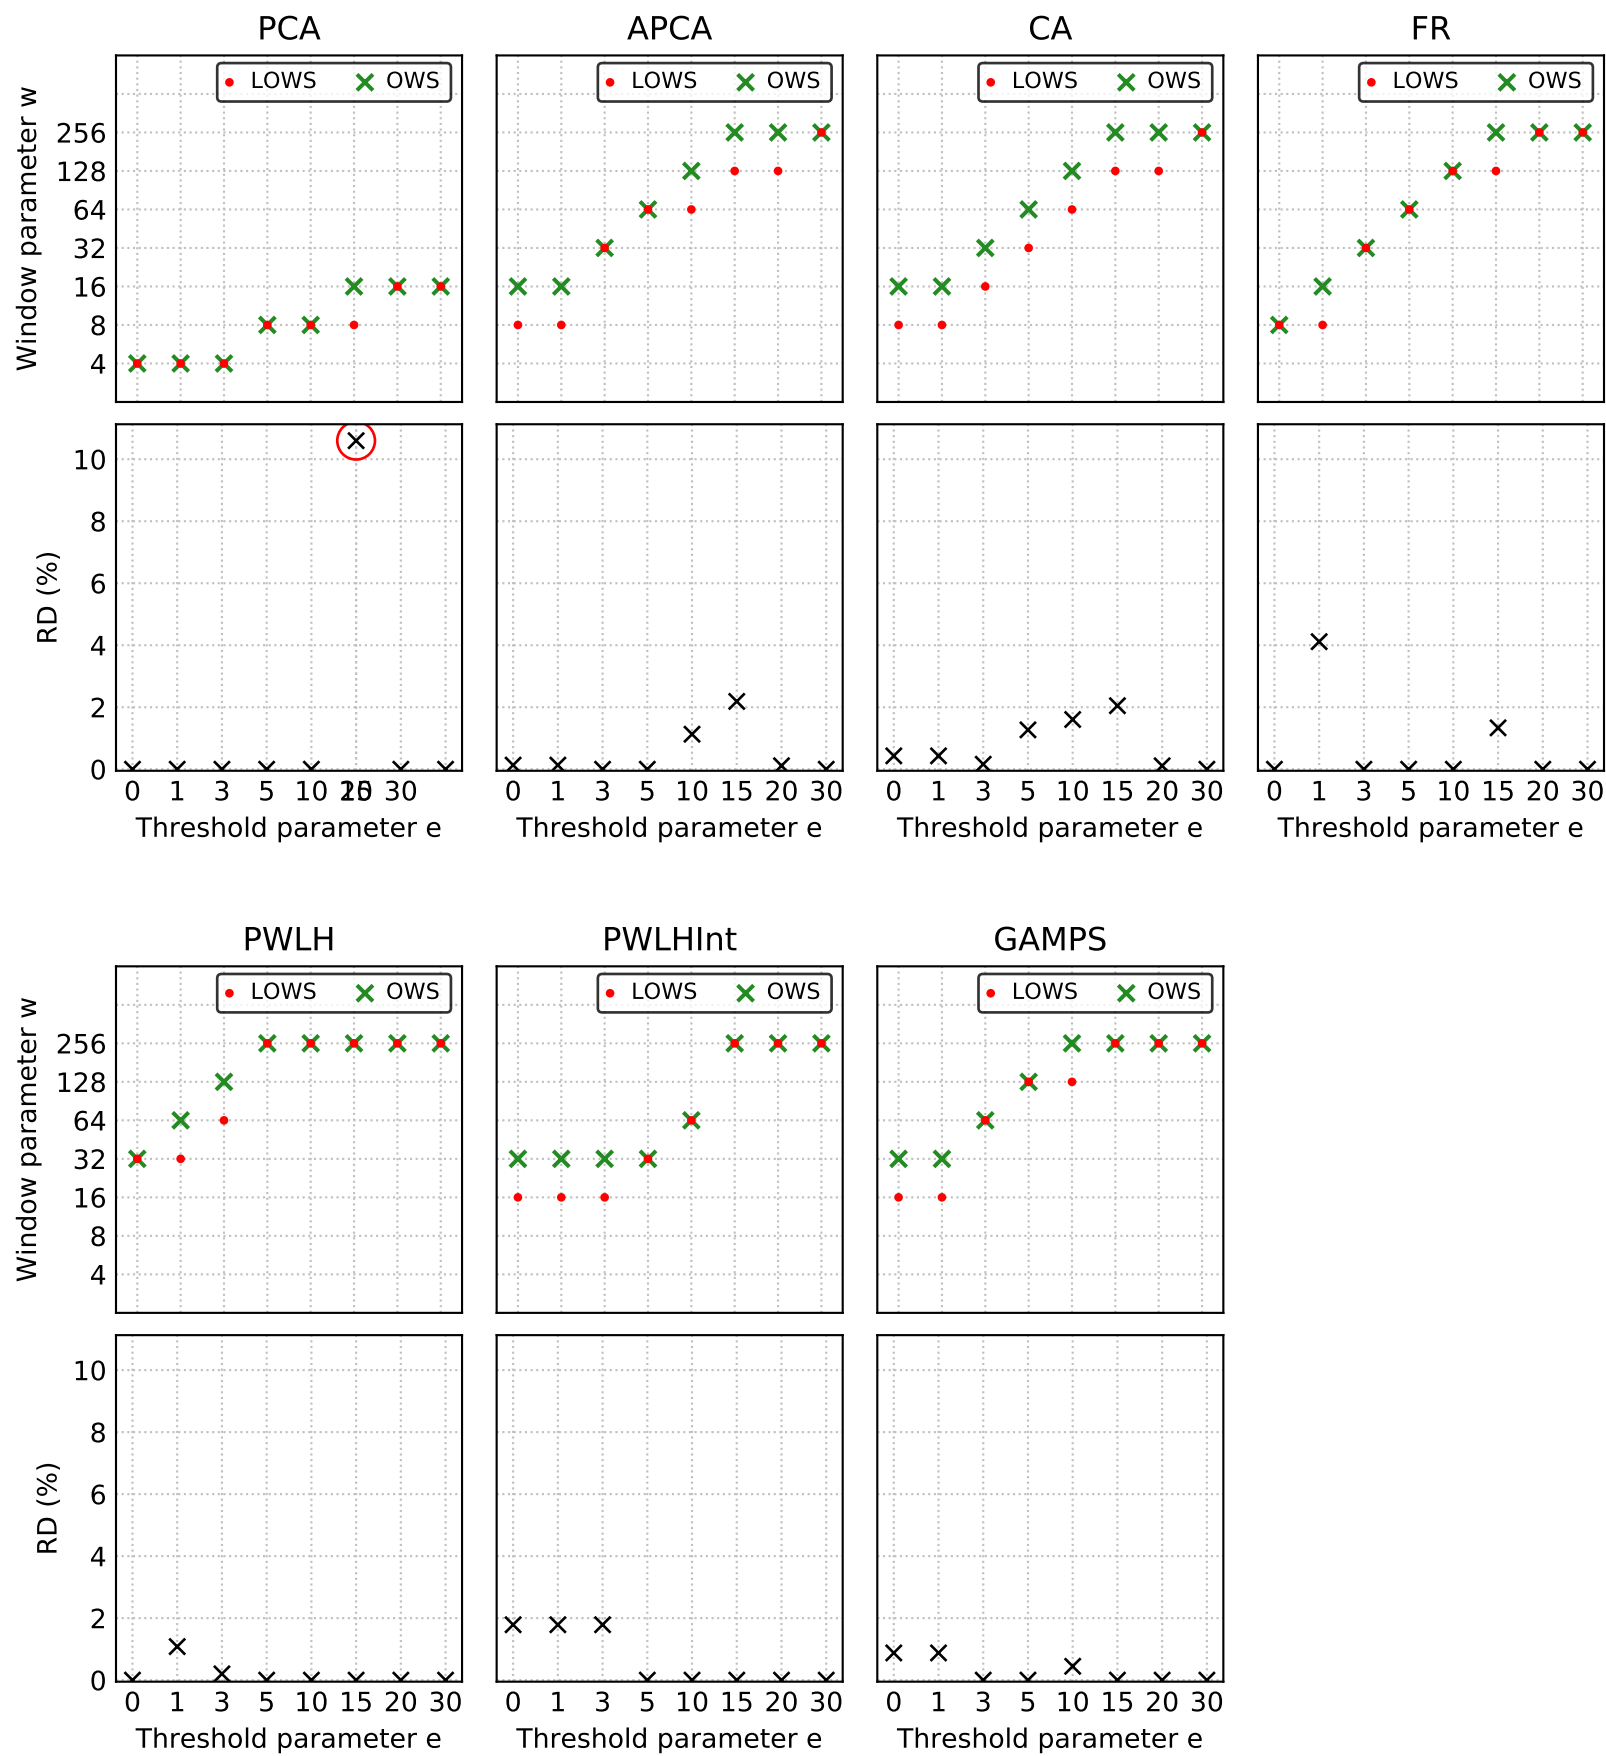 PCA APCA CA FR
LOWS OWS LOWS OWS LOWS OWS LOWS OWS
Window parameter w
256
128
64
32
16
8
4
RD (%)
10
8
6
4
2
0
0 1 3 5 10 30 0 1 3 5 10 15 20 30 0 1 3 5 10 15 20 30 0 1 3 5 10 15 20 30
Threshold parameter e Threshold parameter e Threshold parameter e Threshold parameter e
PWLH PWLHInt GAMPS
LOWS OWS LOWS OWS LOWS OWS
Window parameter w
256
128
64
32
16
8
4
RD (%)
10
8
6
4
2
0
0 1 3 5 10 15 20 30 0 1 3 5 10 15 20 30 0 1 3 5 10 15 20 30
Threshold parameter e Threshold parameter e Threshold parameter e